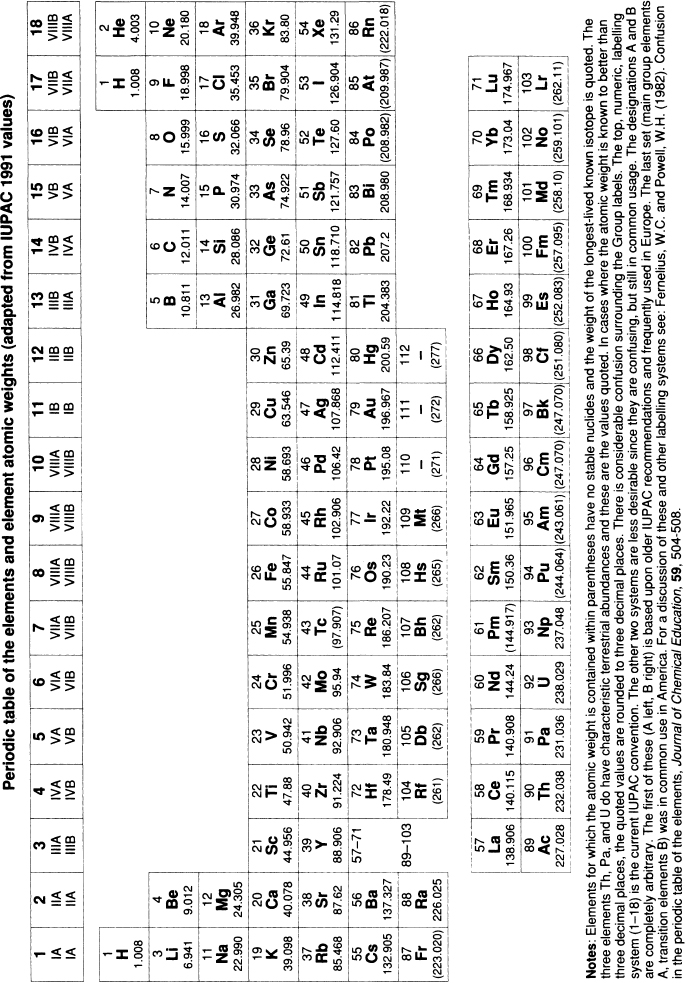 Periodic table of the elements and element atomic weights (adapted from IUPAC 1991 values)
1 2 3 4 5 6 7 8 9 10 11 12 13 14 15 16 17 18
IA IIA IIIA IVA VA VIA VIIA VIIIA VIIIA VIIIA IB IIB IIIB IVB VB VIB VIIB VIIIB
IA IIA IIIB IVB VB VIB VIIB VIIIB VIIIB VIIIB IB IIB IIIA IVA VA VIA VIIA VIIIA
1 1 2
H H He
1.008 1.008 4.003
3 4 5 6 7 8 9 10
Li Be B C N O F Ne
6.941 9.012 10.811 12.011 14.007 15.999 18.998 20.180
11 12 13 14 15 16 17 18
Na Mg Al Si P S Cl Ar
22.990 24.305 26.982 28.086 30.974 32.066 35.453 39.948
19 20 21 22 23 24 25 26 27 28 29 30 31 32 33 34 35 36
K Ca Sc Ti V Cr Mn Fe Co Ni Cu Zn Ga Ge As Se Br Kr
39.098 40.078 44.956 47.88 50.942 51.996 54.938 55.847 58.933 58.693 63.546 65.39 69.723 72.61 74.922 78.96 79.904 83.80
37 38 39 40 41 42 43 44 45 46 47 48 49 50 51 52 53 54
Rb Sr Y Zr Nb Mo Tc Ru Rh Pd Ag Cd In Sn Sb Te I Xe
85.468 87.62 88.906 91.224 92.906 95.94 (97.907) 101.07 102.906 106.42 107.868 112.411 114.818 118.710 121.757 127.60 126.904 131.29
55 56 57–71 72 73 74 75 76 77 78 79 80 81 82 83 84 85 86
Cs Ba Hf Ta W Re Os Ir Pt Au Hg Tl Pb Bi Po At Rn
132.905 137.327 178.49 180.948 183.84 186.207 190.23 192.22 195.08 196.967 200.59 204.383 207.2 208.980 (208.982) (209.987) (222.018)
87 88 89–103 104 105 106 107 108 109 110 111 112
Fr Ra Rf Db Sg Bh Hs Mt – – –
(223.020) 226.025 (261) (262) (266) (262) (265) (266) (271) (272) (277)
57 58 59 60 61 62 63 64 65 66 67 68 69 70 71
La Ce Pr Nd Pm Sm Eu Gd Tb Dy Ho Er Tm Yb Lu
138.906 140.115 140.908 144.24 (144.917) 150.36 151.965 157.25 158.925 162.50 164.93 167.26 168.934 173.04 174.967
89 90 91 92 93 94 95 96 97 98 99 100 101 102 103
Ac Th Pa U Np Pu Am Cm Bk Cf Es Fm Md No Lr
227.028 232.038 231.036 238.029 237.048 (244.064) (243.061) (247.070) (247.070) (251.080) (252.083) (257.095) (258.10) (259.101) (262.11)
Notes: Elements for which the atomic weight is contained within parentheses have no stable nuclides and the weight of the longest-lived known isotope is quoted. The
three elements Th, Pa, and U do have characteristic terrestrial abundances and these are the values quoted. In cases where the atomic weight is known to better than
three decimal places, the quoted values are rounded to three decimal places. There is considerable confusion surrounding the Group labels. The top, numeric, labelling
system (1–18) is the current IUPAC convention. The other two systems are less desirable since they are confusing, but still in common usage. The designations A and B
are completely arbitrary. The first of these (A left, B right) is based upon older IUPAC recommendations and frequently used in Europe. The last set (main group elements
A, transition elements B) was in common use in America. For a discussion of these and other labelling systems see: Fernelius, W.C. and Powell, W.H. (1982). Confusion
in the periodic table of the elements, Journal of Chemical Education, 59, 504-508.